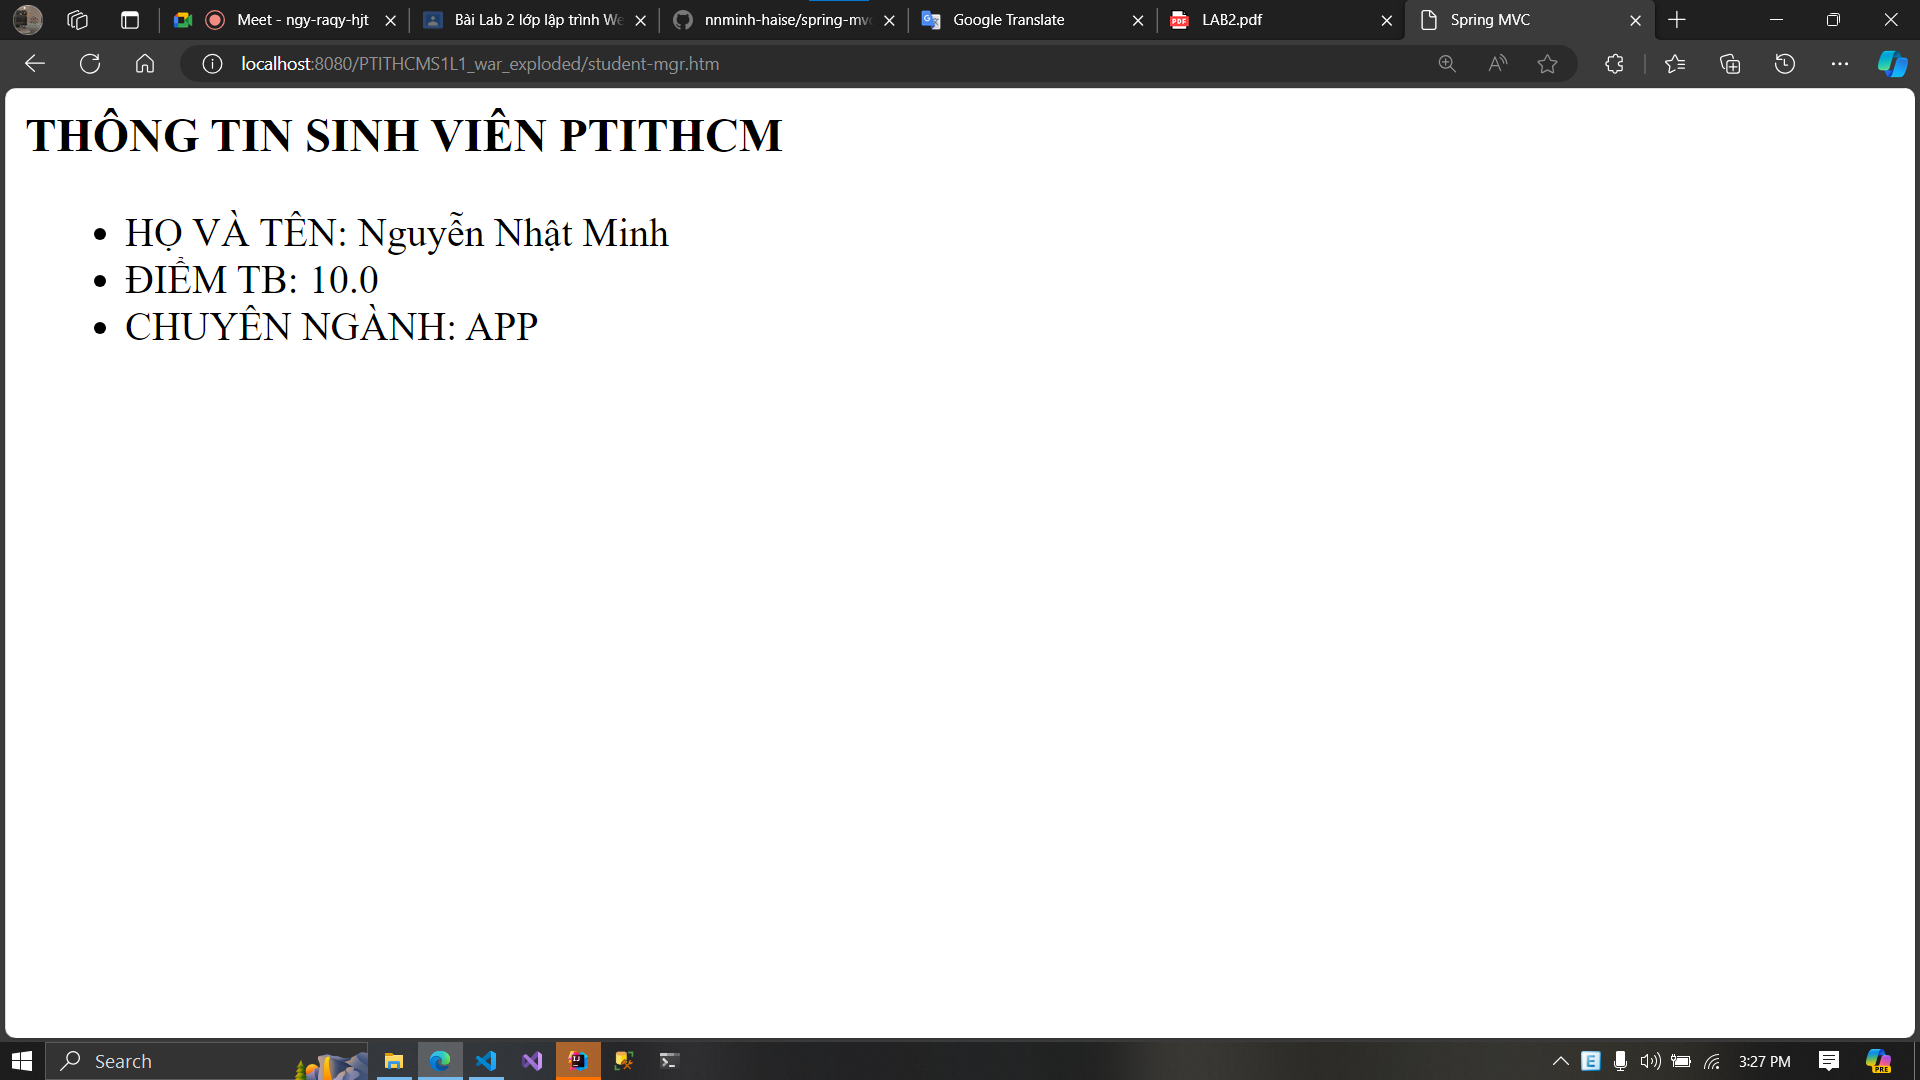 Meet - ngy-raqy-hjt
Bài Lab 2 lớp lập trình We
nnminh-haise/spring-mvc
Google Translate
LAB2.pdf
Spring MVC
localhost:8080/PTITHCMS1L1_war_exploded/student-mgr.htm
THÔNG TIN SINH VIÊN PTITHCM
• HỌ VÀ TÊN: Nguyễn Nhật Minh
• ĐIỂM TB: 10.0
• CHUYÊN NGÀNH: APP
Search
3:27 PM